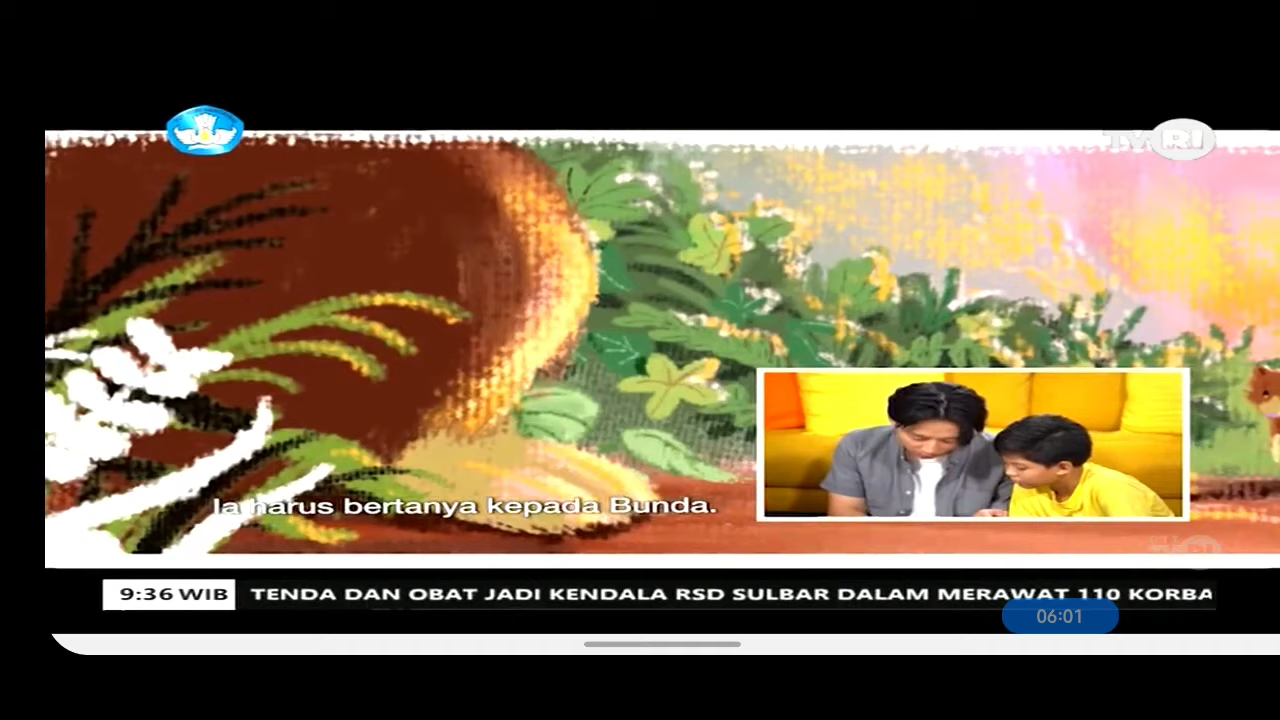 TVRI
Ia harus bertanya kepada Bunda.
9:36 WIB TENDA DAN OBAT JADI KENDALA RSD SULBAR DALAM MERAWAT 110 KORBA
06:01